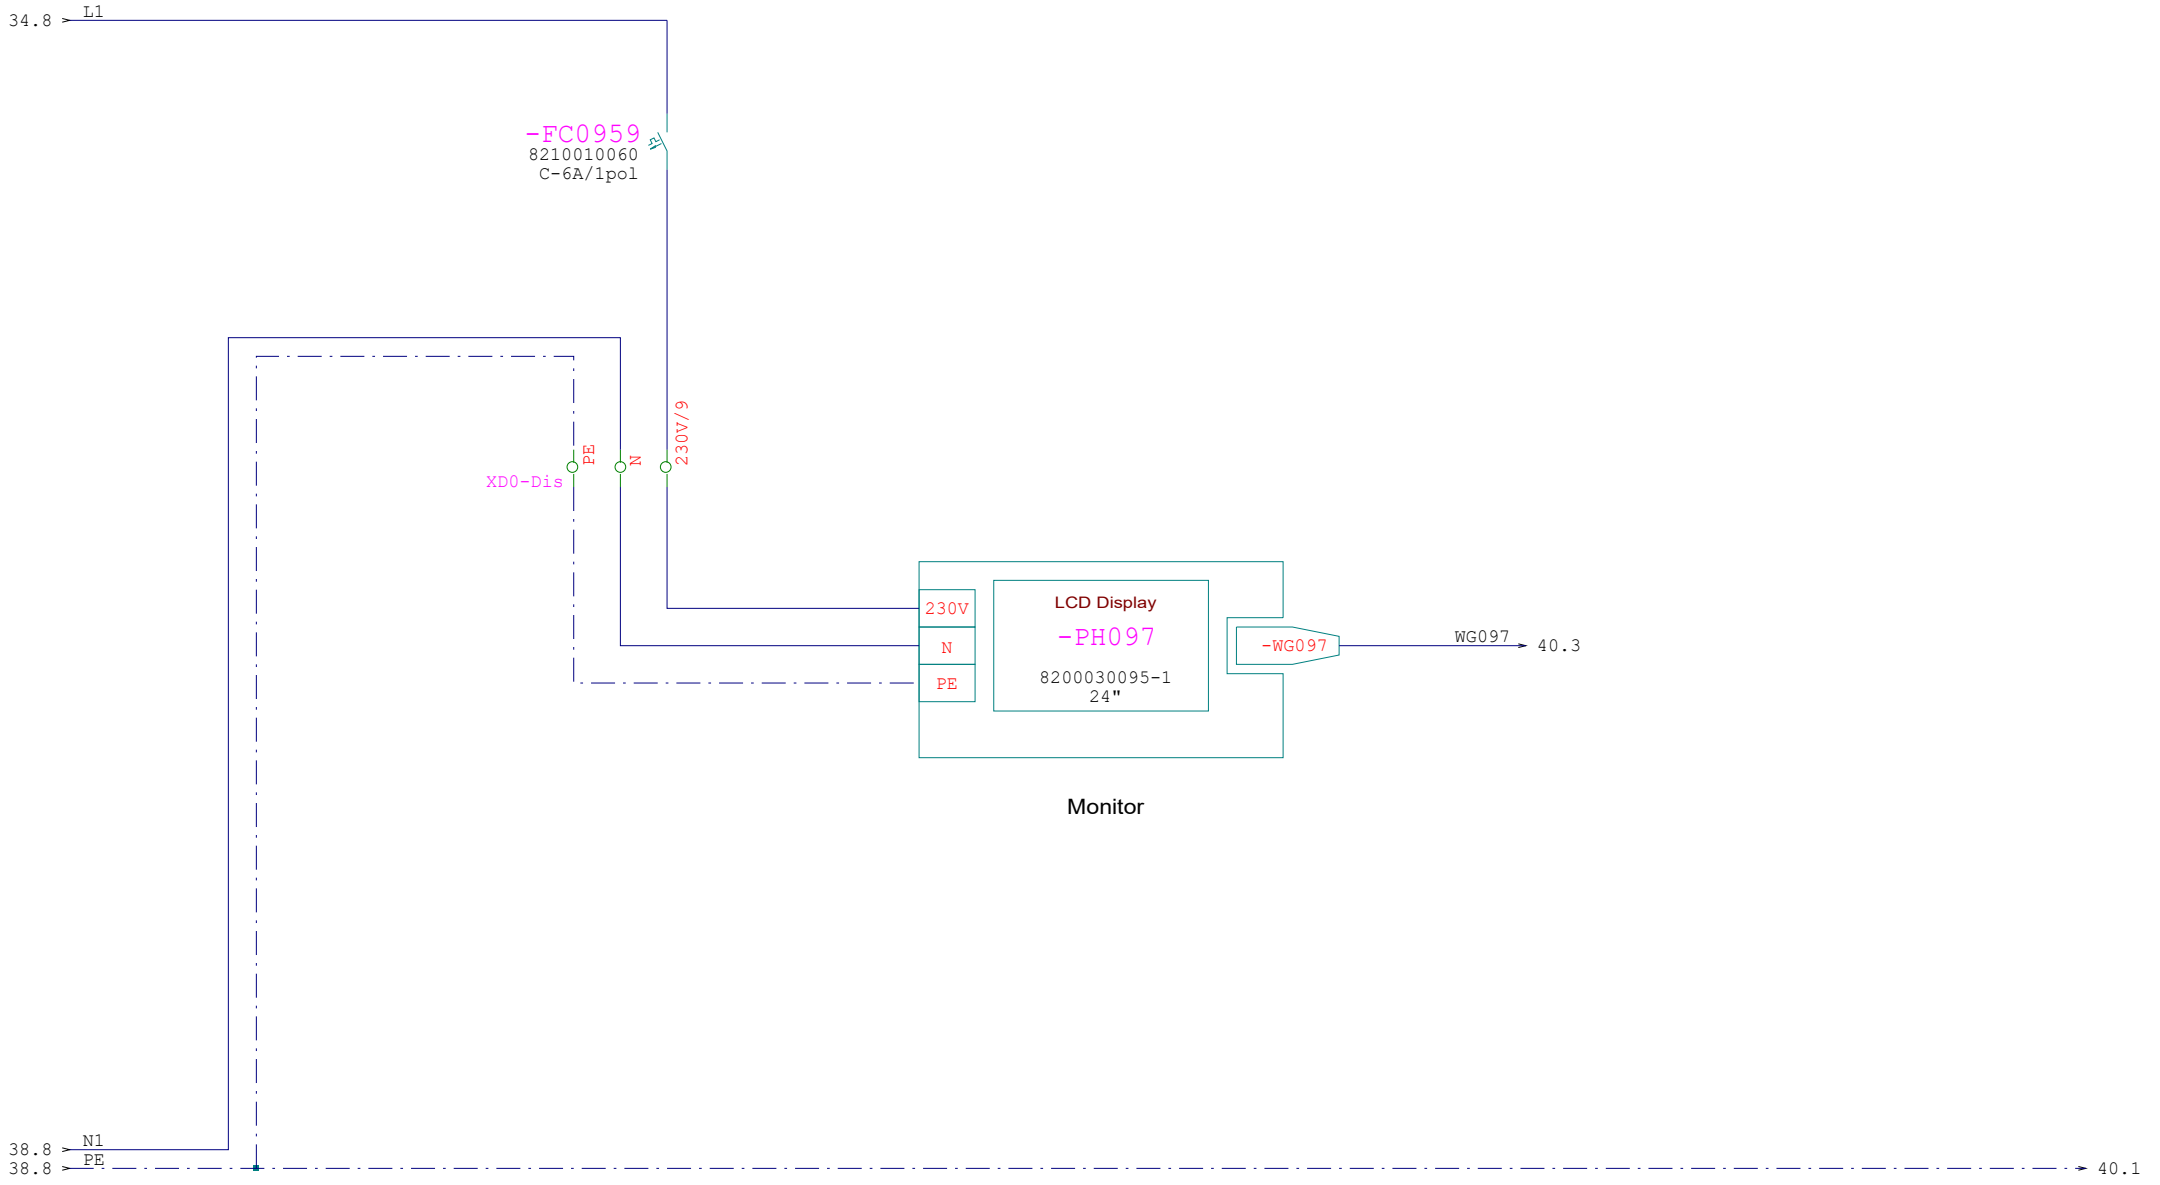 34.8
L1
-FC0959
8210010060
C-6A/1pol
230V/9
PE
N
XD0-Dis
LCD Display
230V
-PH097
N
-WG097
WG097
40.3
PE
8200030095-1
24"
Monitor
N1
38.8
PE
38.8
40.1